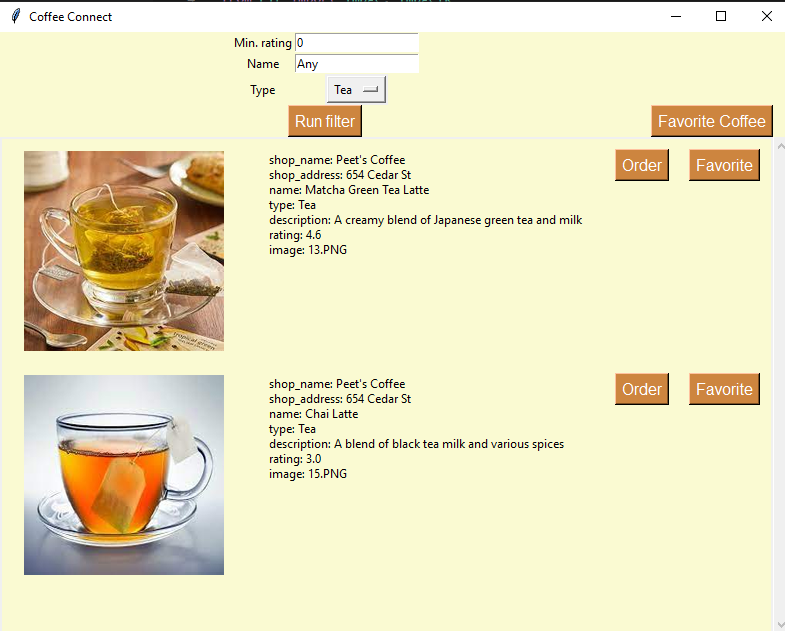 Coffee Connect
Min. rating 0
Name Any
Type Tea
Run filter
Favorite Coffee
shop_name: Peet's Coffee
shop_address: 654 Cedar St
name: Matcha Green Tea Latte
type: Tea
description: A creamy blend of Japanese green tea and milk
rating: 4.6
image: 13.PNG
Order
Favorite
tropical green
shop_name: Peet's Coffee
shop_address: 654 Cedar St
name: Chai Latte
type: Tea
description: A blend of black tea milk and various spices
rating: 3.0
image: 15.PNG
Order
Favorite